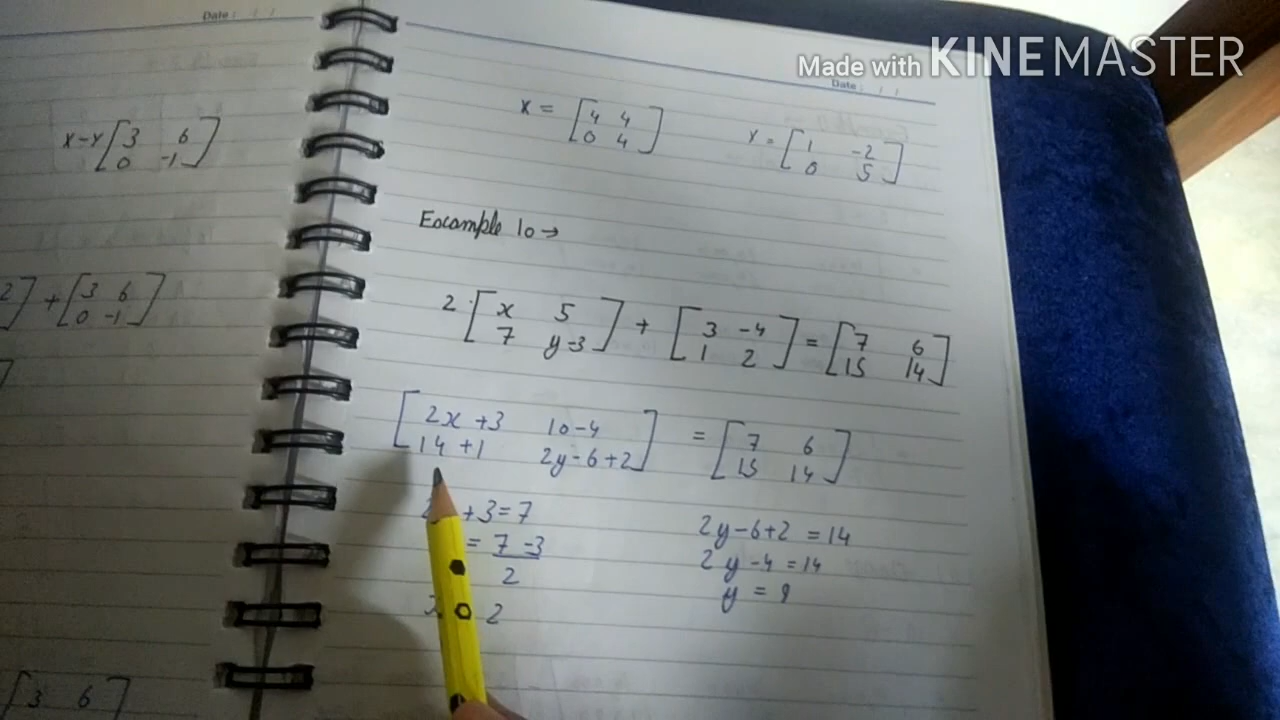 Made with KINEMASTER
Date :
Date :
X-Y [3 6
0 -1]
2] + [3 6
0 -1]
[3 6]
X = [4 4
0 4]
Y = [1 -2
0 5]
Example 10 →
2 · [x 5
7 y-3] + [3 -4
1 2] = [7 6
15 14]
[2x +3 10-4
14 +1 2y-6+2] = [7 6
15 14]
+3=7
= 7-3
2
2
2y-6+2 = 14
2y-4 = 14
y = 9